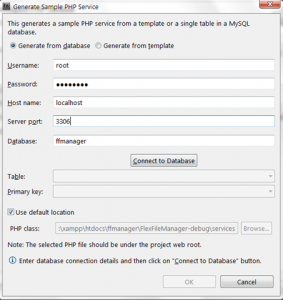 Generate Sample PHP Service
This generates a sample PHP service from a template or a single table in a MySQL
database.
Generate from database Generate from template
Username: root
Password: ●●●●●●●●
Host name: localhost
Server port: 3306
Database: ffmanager
Connect to Database
Table:
Primary key:
Use default location
PHP class: :\xampp\htdocs\ffmanager\FlexFileManager-debug\services Browse...
Note: The selected PHP file should be under the project web root.
Enter database connection details and then click on "Connect to Database" button.
OK Cancel